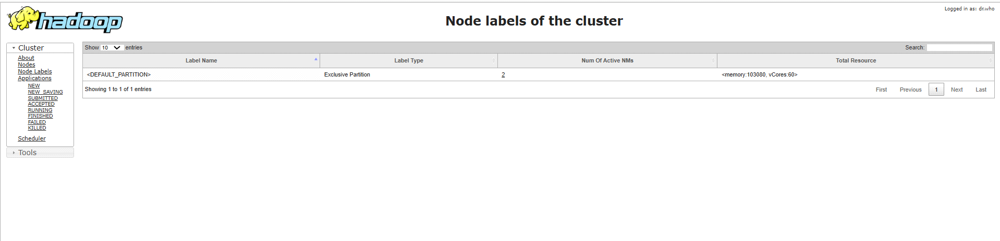 Logged in as: dr.who
hadoop
Node labels of the cluster
Cluster
About
Nodes
Node Labels
Applications
NEW
NEW_SAVING
SUBMITTED
ACCEPTED
RUNNING
FINISHED
FAILED
KILLED
Scheduler
Tools
Show 10 entries
Search:
Label Name Label Type Num Of Active NMs Total Resource
<DEFAULT_PARTITION> Exclusive Partition 2 <memory:103080, vCores:60>
Showing 1 to 1 of 1 entries
First Previous 1 Next Last